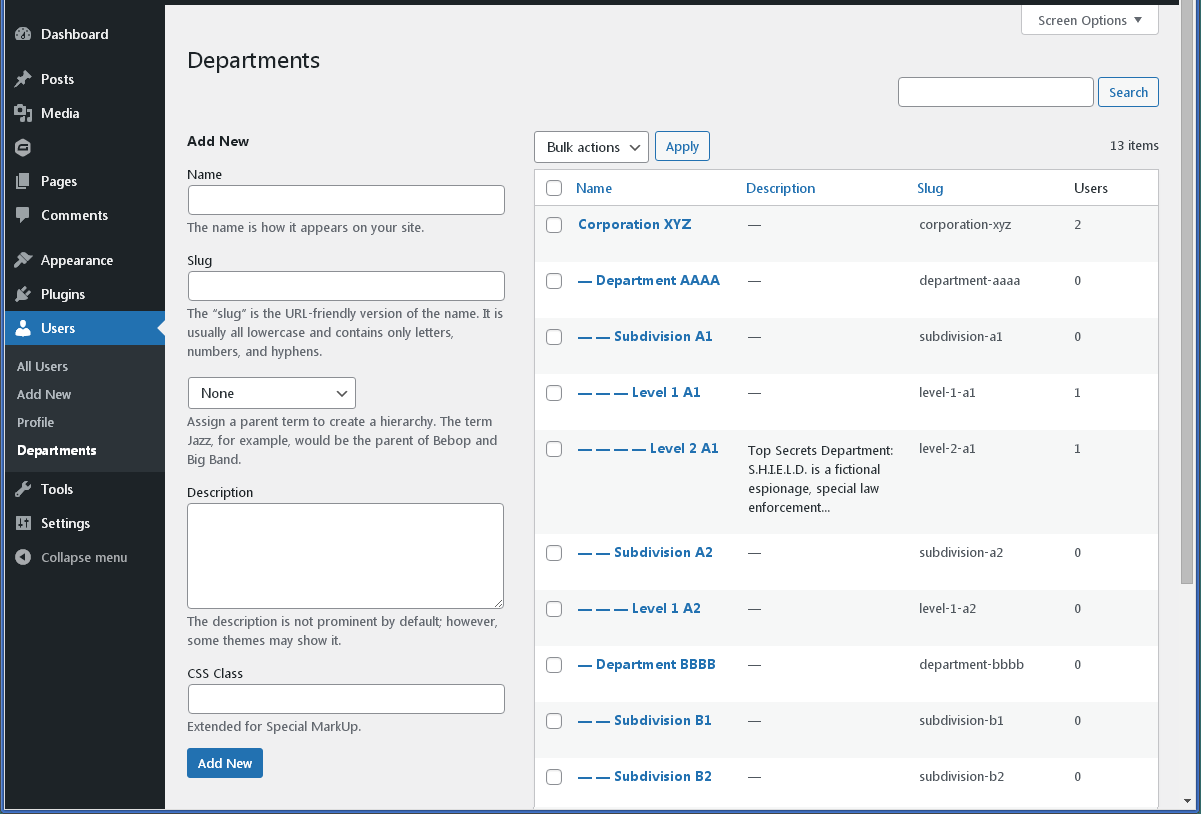 Screen Options ▼
Dashboard
Posts
Media
Pages
Comments
Appearance
Plugins
Users
All Users
Add New
Profile
Departments
Tools
Settings
Collapse menu
Departments
Search
Add New
Name
The name is how it appears on your site.
Slug
The “slug” is the URL-friendly version of the name. It is
usually all lowercase and contains only letters,
numbers, and hyphens.
None
Assign a parent term to create a hierarchy. The term
Jazz, for example, would be the parent of Bebop and
Big Band.
Description
The description is not prominent by default; however,
some themes may show it.
CSS Class
Extended for Special MarkUp.
Add New
Bulk actions Apply 13 items
Name Description Slug Users
Corporation XYZ — corporation-xyz 2
— Department AAAA — department-aaaa 0
— — Subdivision A1 — subdivision-a1 0
— — — Level 1 A1 — level-1-a1 1
— — — — Level 2 A1 Top Secrets Department: level-2-a1 1
S.H.I.E.L.D. is a fictional
espionage, special law
enforcement...
— — Subdivision A2 — subdivision-a2 0
— — — Level 1 A2 — level-1-a2 0
— Department BBBB — department-bbbb 0
— — Subdivision B1 — subdivision-b1 0
— — Subdivision B2 — subdivision-b2 0